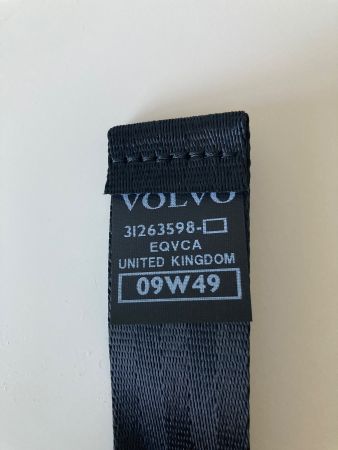 VOLVO
31263598-
EQVCA
UNITED KINGDOM
09W49